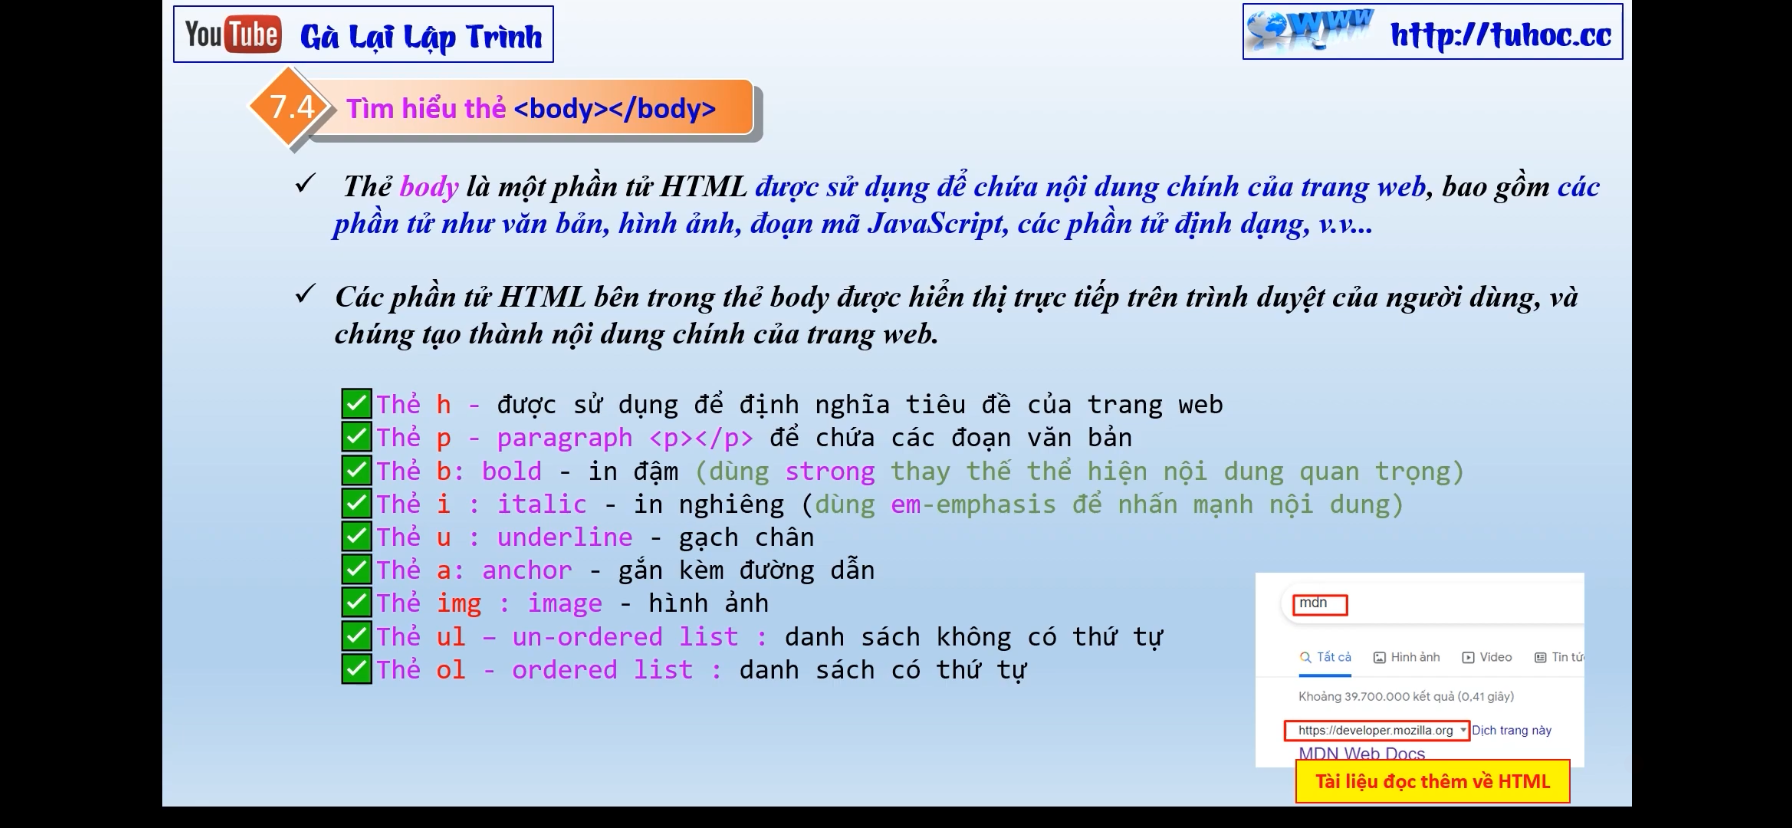 YouTube Gà Lại Lập Trình
WWW http://tuhoc.cc
7.4 Tìm hiểu thẻ <body></body>
✓ Thẻ body là một phần tử HTML được sử dụng để chứa nội dung chính của trang web, bao gồm các
phần tử như văn bản, hình ảnh, đoạn mã JavaScript, các phần tử định dạng, v.v...
✓ Các phần tử HTML bên trong thẻ body được hiển thị trực tiếp trên trình duyệt của người dùng, và
chúng tạo thành nội dung chính của trang web.
✅Thẻ h - được sử dụng để định nghĩa tiêu đề của trang web
✅Thẻ p - paragraph <p></p> để chứa các đoạn văn bản
✅Thẻ b: bold - in đậm (dùng strong thay thế thể hiện nội dung quan trọng)
✅Thẻ i : italic - in nghiêng (dùng em-emphasis để nhấn mạnh nội dung)
✅Thẻ u : underline - gạch chân
✅Thẻ a: anchor - gắn kèm đường dẫn
✅Thẻ img : image - hình ảnh
✅Thẻ ul – un-ordered list : danh sách không có thứ tự
✅Thẻ ol - ordered list : danh sách có thứ tự
mdn
Tất cả Hình ảnh Video Tin tức
Khoảng 39.700.000 kết quả (0,41 giây)
https://developer.mozilla.org Dịch trang này
MDN Web Docs
Tài liệu đọc thêm về HTML